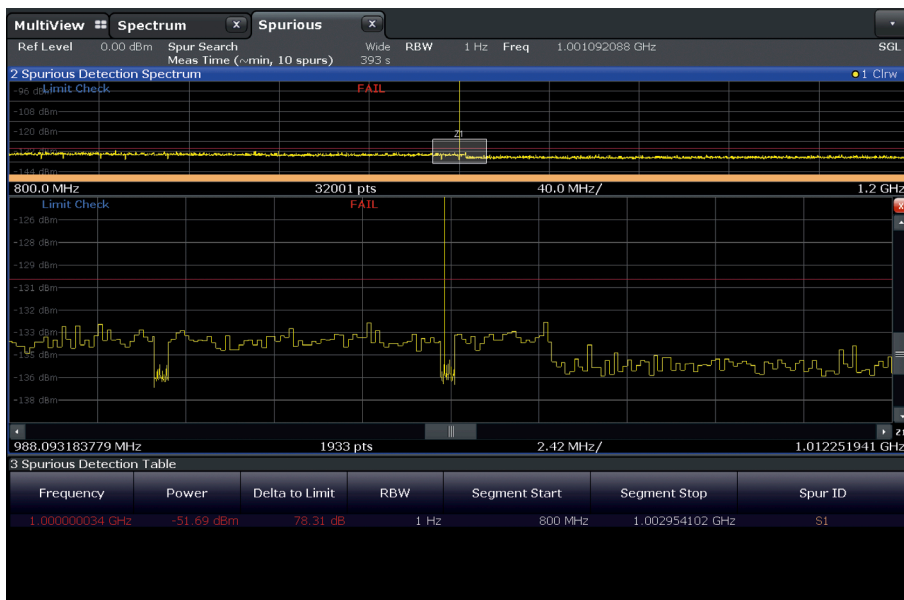 MultiView Spectrum X Spurious X
Ref Level 0.00 dBm Spur Search Wide RBW 1 Hz Freq 1.001092088 GHz SGL
Meas Time (~min, 10 spurs) 393 s
2 Spurious Detection Spectrum 1 Clrw
Limit Check FAIL
-108 dBm
-120 dBm
-144 dBm
800.0 MHz 32001 pts 40.0 MHz/ 1.2 GHz
Limit Check FAIL
-126 dBm
-128 dBm
-129 dBm
-131 dBm
-132 dBm
-133 dBm
-135 dBm
-136 dBm
-138 dBm
988.093183779 MHz 1933 pts 2.42 MHz/ 1.012251941 GHz
3 Spurious Detection Table
Frequency Power Delta to Limit RBW Segment Start Segment Stop Spur ID
1.000000034 GHz -51.69 dBm 78.31 dB 1 Hz 800 MHz 1.002954102 GHz S1